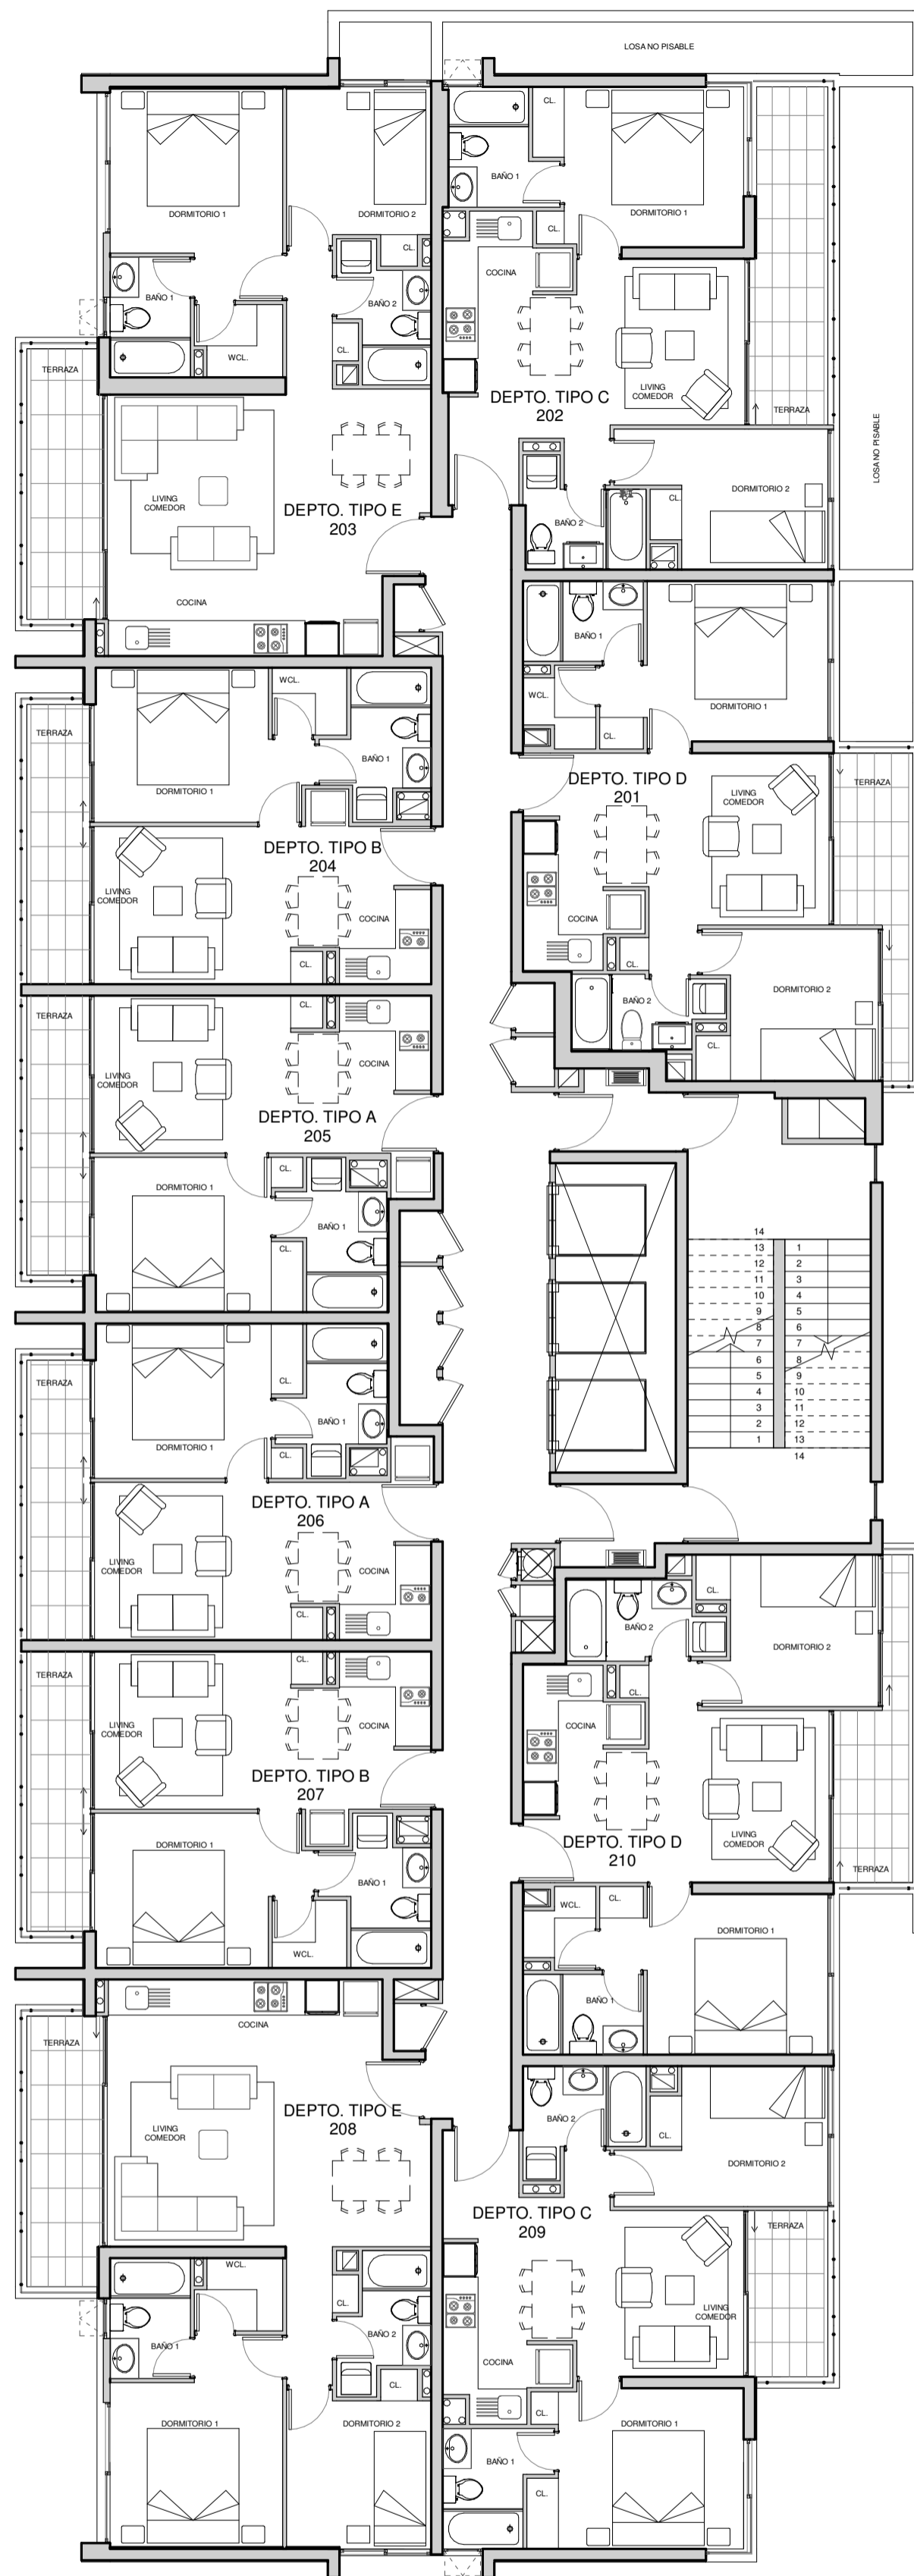 LOSA NO PISABLE
CL.
BAÑO 1
DORMITORIO 1
DORMITORIO 2
DORMITORIO 1
CL.
CL.
COCINA
BAÑO 1
BAÑO 2
WCL.
CL.
TERRAZA
LIVING
COMEDOR
DEPTO. TIPO C
202
TERRAZA
LOSA NO PISABLE
LIVING
COMEDOR
DEPTO. TIPO E
203
COCINA
DORMITORIO 2
CL.
BAÑO 2
BAÑO 1
WCL.
CL.
DORMITORIO 1
TERRAZA
WCL.
BAÑO 1
DORMITORIO 1
DEPTO. TIPO B
204
LIVING
COMEDOR
COCINA
CL.
DEPTO. TIPO D
201
LIVING
COMEDOR
TERRAZA
COCINA
CL.
BAÑO 2
DORMITORIO 2
CL.
TERRAZA
CL.
COCINA
LIVING
COMEDOR
DEPTO. TIPO A
205
DORMITORIO 1
CL.
BAÑO 1
CL.
14
13 1
12 2
11 3
10 4
9 5
8 6
7 7
6 8
5 9
4 10
3 11
2 12
1 13
14
TERRAZA
CL.
BAÑO 1
DORMITORIO 1
CL.
DEPTO. TIPO A
206
LIVING
COMEDOR
COCINA
CL.
TERRAZA
CL.
COCINA
LIVING
COMEDOR
DEPTO. TIPO B
207
DORMITORIO 1
BAÑO 1
WCL.
CL.
BAÑO 2
DORMITORIO 2
CL.
COCINA
DEPTO. TIPO D
210
LIVING
COMEDOR
TERRAZA
WCL.
CL.
DORMITORIO 1
BAÑO 1
TERRAZA
COCINA
LIVING
COMEDOR
DEPTO. TIPO E
208
BAÑO 2
CL.
DORMITORIO 2
DEPTO. TIPO C
209
TERRAZA
LIVING
COMEDOR
COCINA
CL.
WCL.
CL.
BAÑO 1
BAÑO 2
CL.
DORMITORIO 1
DORMITORIO 2
DORMITORIO 1
BAÑO 1
CL.